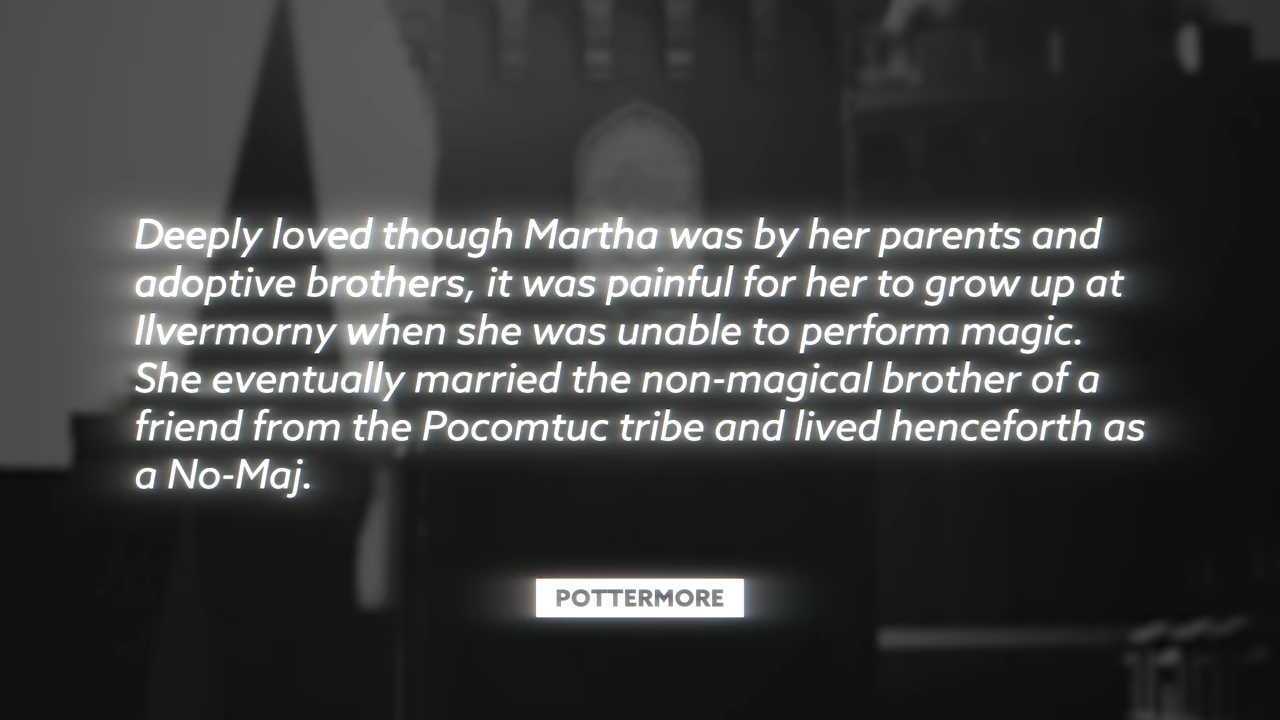 Deeply loved though Martha was by her parents and
adoptive brothers, it was painful for her to grow up at
Ilvermorny when she was unable to perform magic.
She eventually married the non-magical brother of a
friend from the Pocomtuc tribe and lived henceforth as
a No-Maj.
POTTERMORE